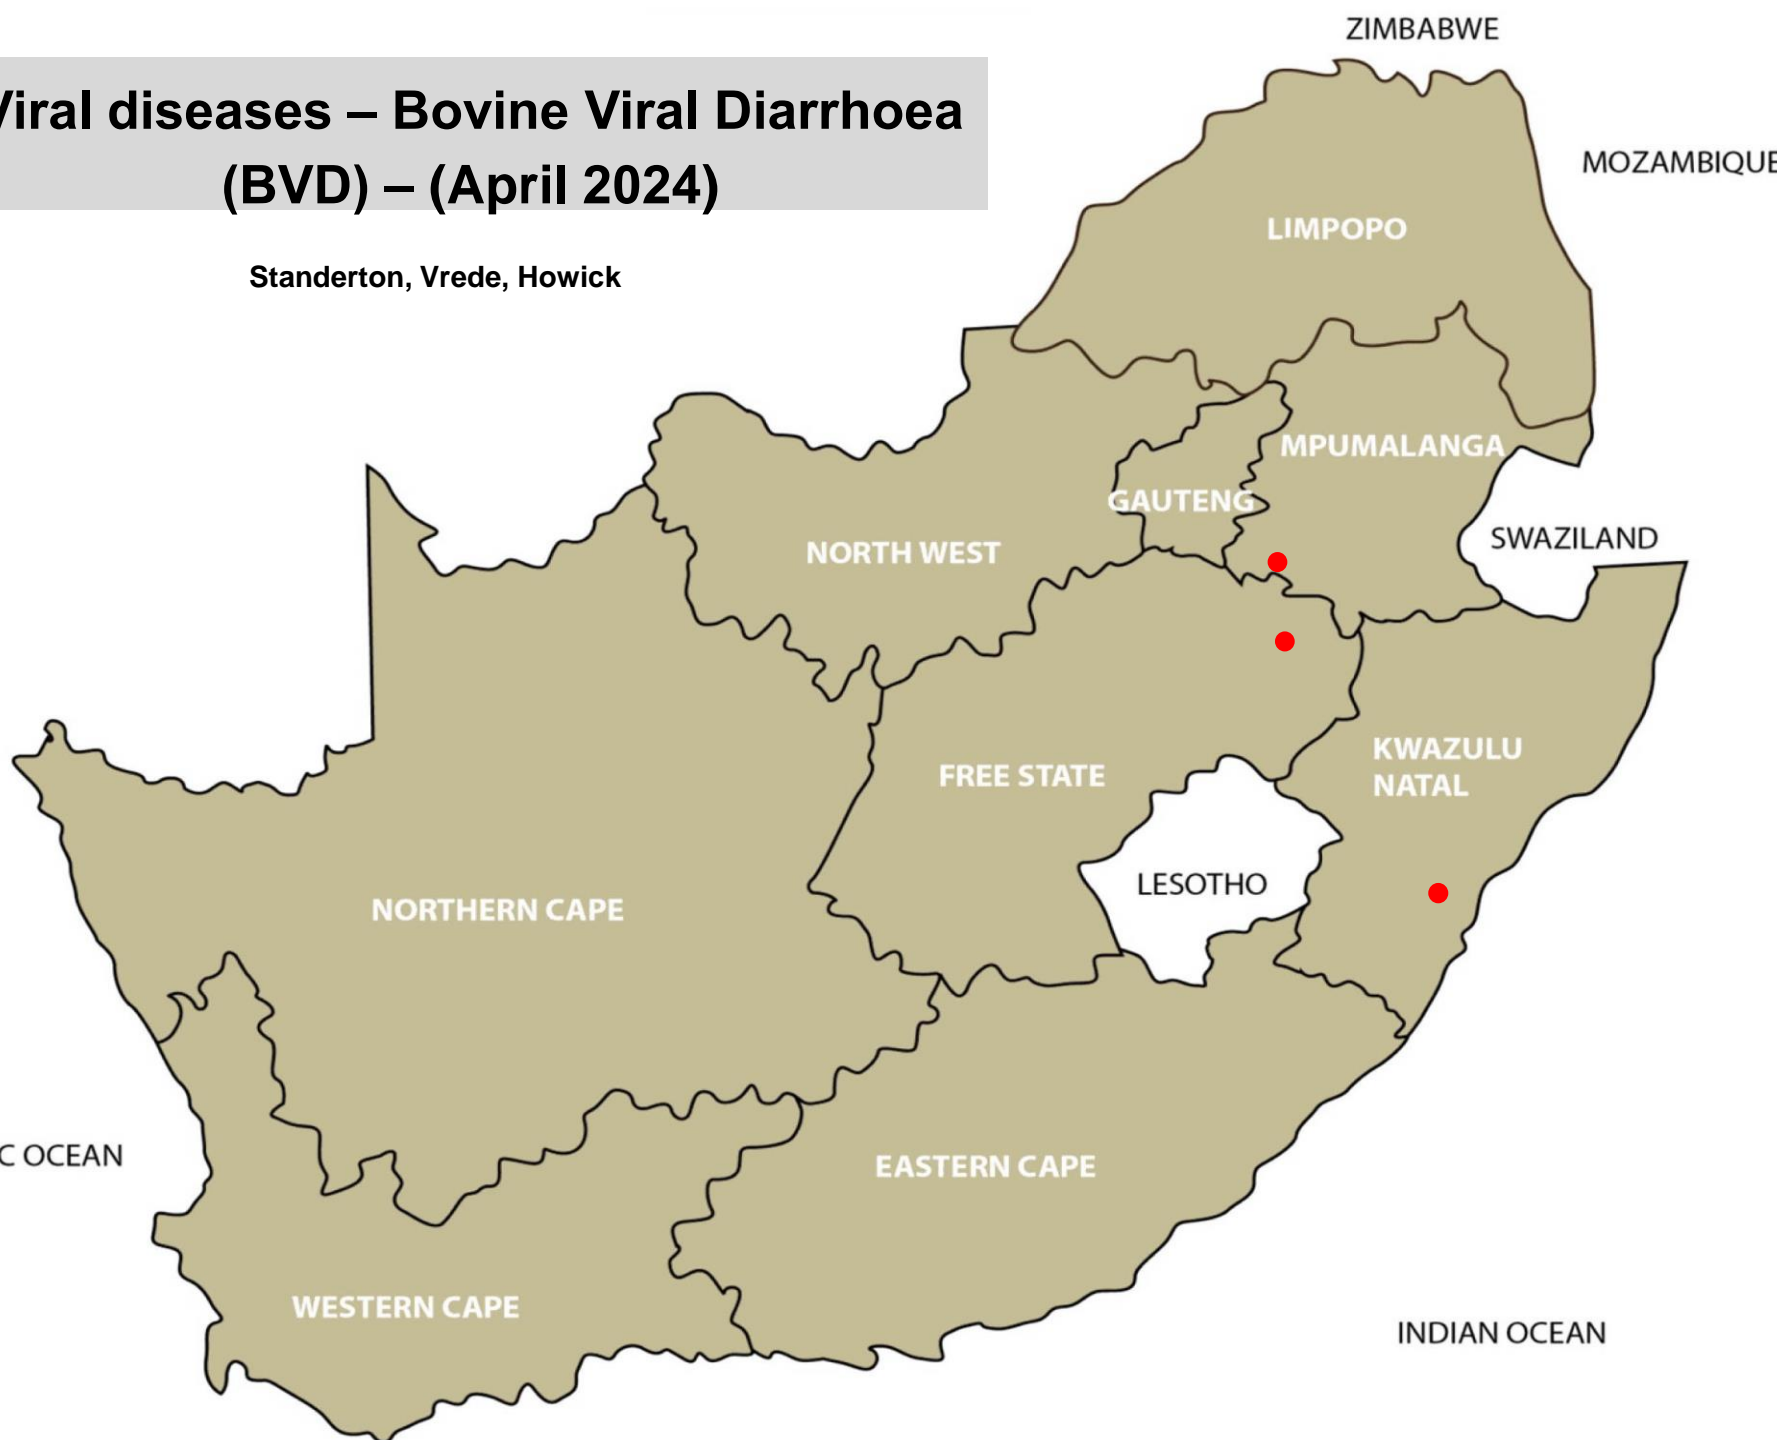 Viral diseases – Bovine Viral Diarrhoea
(BVD) – (April 2024)
Standerton, Vrede, Howick
ZIMBABWE
MOZAMBIQUE
LIMPOPO
MPUMALANGA
GAUTENG
SWAZILAND
NORTH WEST
KWAZULU
NATAL
FREE STATE
LESOTHO
NORTHERN CAPE
C OCEAN
EASTERN CAPE
WESTERN CAPE
INDIAN OCEAN